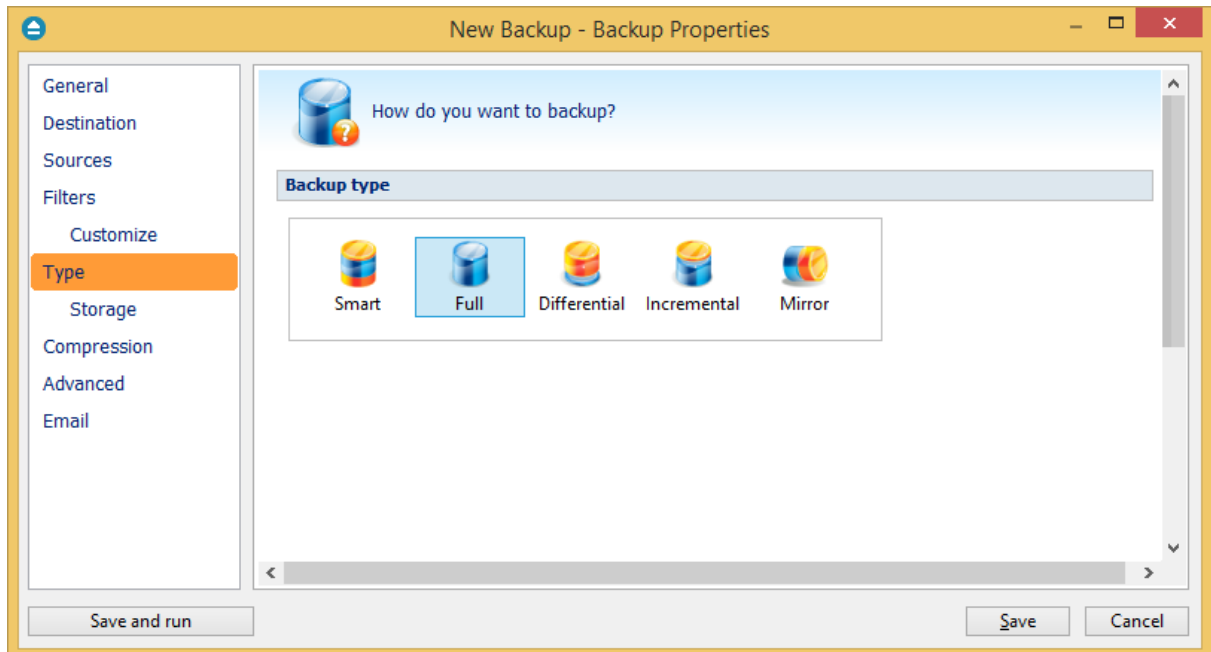 New Backup - Backup Properties
General
Destination
Sources
Filters
Customize
Type
Storage
Compression
Advanced
Email
How do you want to backup?
Backup type
Smart Full Differential Incremental Mirror
Save and run Save Cancel